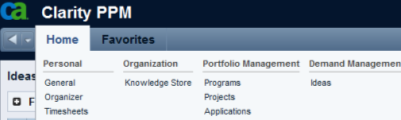 ca Clarity PPM
Home Favorites
Personal Organization Portfolio Management Demand Managemen
Ideas General Knowledge Store Programs Ideas
F Organizer Projects
Timesheets Applications